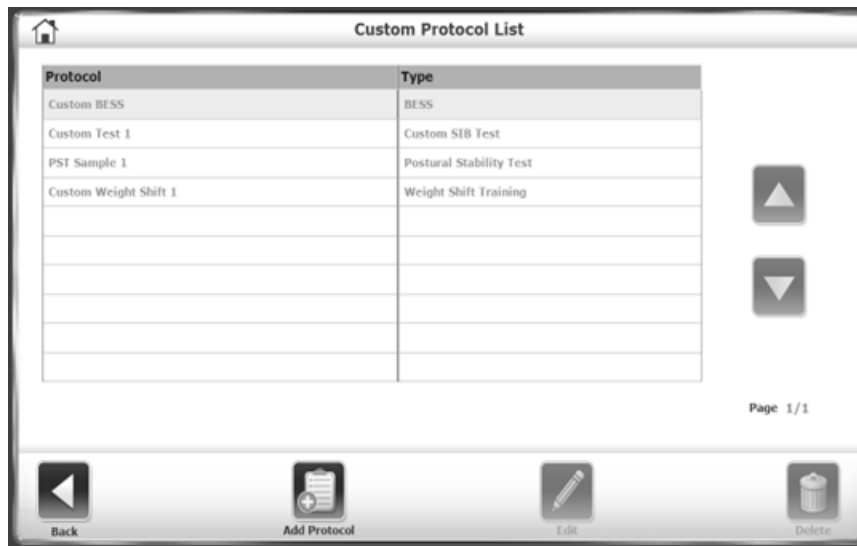 Custom Protocol List
Protocol Type
Custom BESS BESS
Custom Test 1 Custom SIB Test
PST Sample 1 Postural Stability Test
Custom Weight Shift 1 Weight Shift Training
Page 1/1
Back Add Protocol Edit Delete